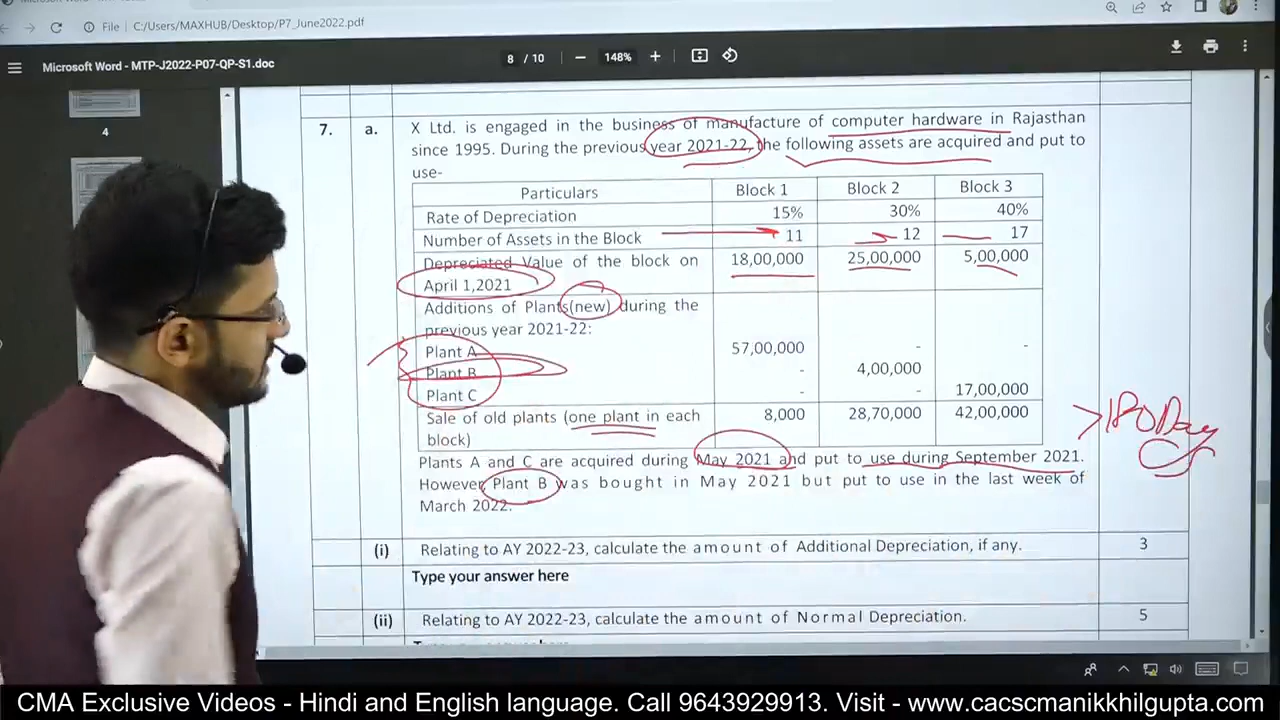 File | C:/Users/MAXHUB/Desktop/P7_June2022.pdf
Microsoft Word - MTP-J2022-P07-QP-S1.doc
8 / 10 — 148% +
4
7. a. X Ltd. is engaged in the business of manufacture of computer hardware in Rajasthan
since 1995. During the previous year 2021-22, the following assets are acquired and put to
use-
Particulars Block 1 Block 2 Block 3
Rate of Depreciation 15% 30% 40%
Number of Assets in the Block 11 12 17
Depreciated Value of the block on 18,00,000 25,00,000 5,00,000
April 1,2021
Additions of Plants(new) during the
previous year 2021-22:
Plant A 57,00,000 - -
Plant B - 4,00,000 -
Plant C - - 17,00,000
Sale of old plants (one plant in each 8,000 28,70,000 42,00,000
block)
>180 Day
Plants A and C are acquired during May 2021 and put to use during September 2021.
However, Plant B was bought in May 2021 but put to use in the last week of
March 2022.
(i) Relating to AY 2022-23, calculate the amount of Additional Depreciation, if any. 3
Type your answer here
(ii) Relating to AY 2022-23, calculate the amount of Normal Depreciation. 5
CMA Exclusive Videos - Hindi and English language. Call 9643929913. Visit - www.cacscmanikkhilgupta.com